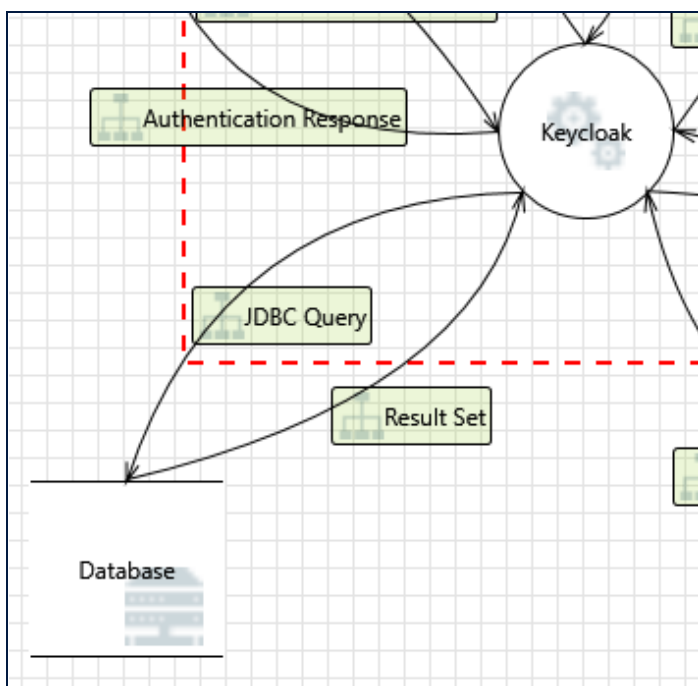 Authentication Response
Keycloak
JDBC Query
Result Set
Database